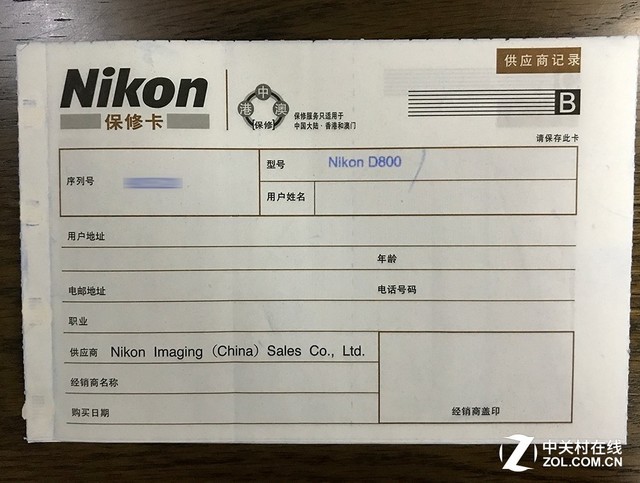 供应商记录
Nikon
保修卡
中
港 澳
保修
保修服务只适用于
中国大陆·香港和澳门
B
请保存此卡
序列号
型号 Nikon D800
用户姓名
用户地址
年龄
电邮地址 电话号码
职业
供应商 Nikon Imaging (China) Sales Co., Ltd.
经销商名称
购买日期 经销商盖印
中关村在线
ZOL.COM.CN